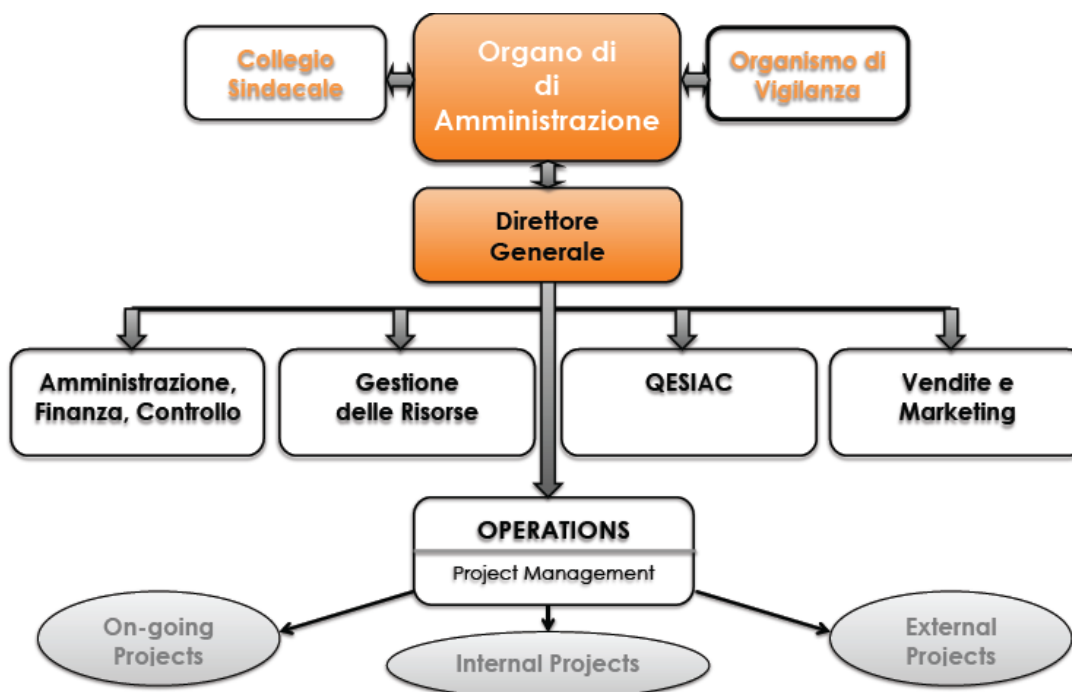 Collegio
Sindacale
Organo di
di
Amministrazione
Organismo di
Vigilanza
Direttore
Generale
Amministrazione,
Finanza, Controllo
Gestione
delle Risorse
QESIAC
Vendite e
Marketing
OPERATIONS
Project Management
On-going
Projects
Internal Projects
External
Projects